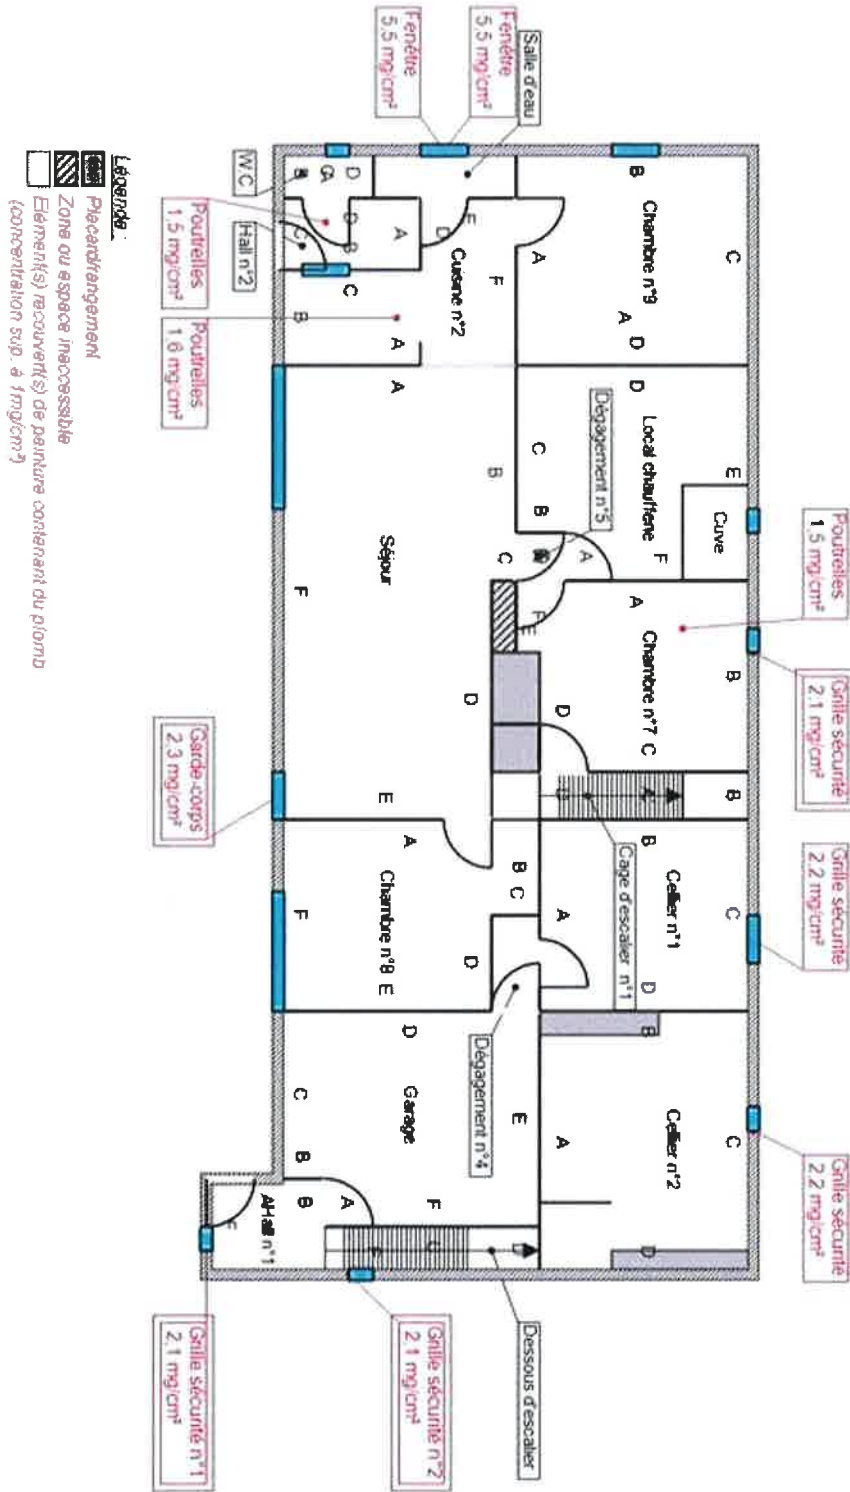 Salle d'eau
Fenêtre
5,5 mg/cm²
Fenêtre
5,5 mg/cm²
W.C
Hall n°2
Poutrelles
1,5 mg/cm²
Poutrelles
1,6 mg/cm²
Poutrelles
1,5 mg/cm²
Grille sécurité
2,1 mg/cm²
Grille sécurité
2,2 mg/cm²
Grille sécurité
2,2 mg/cm²
B
Chambre n°9
C
A
D
A
D
Local chaufferie
E
Cuve
F
C
B
Dégagement n°5
A
C
F
E
A
Chambre n°7
B
C
D
B
A
D
Cage d'escalier n°1
B
Cellier n°1
C
A
D
B
Cellier n°2
C
A
D
D
A
D
B
C
A
E
D
Cuisine n°2
F
C
B
A
A
B
Séjour
F
D
E
A
Chambre n°8
B
C
D
E
F
Dégagement n°4
D
Garage
E
C
B
F
A
B
A
Hall n°1
E
E
C
D
Dessous d'escalier
Garde-corps
2,3 mg/cm²
Grille sécurité n°1
2,1 mg/cm²
Grille sécurité n°2
2,1 mg/cm²
Légende :
Placard/rangement
Zone ou espace inaccessible
Elément(s) recouvert(s) de peinture contenant du plomb
(concentration sup. à 1mg/cm²)